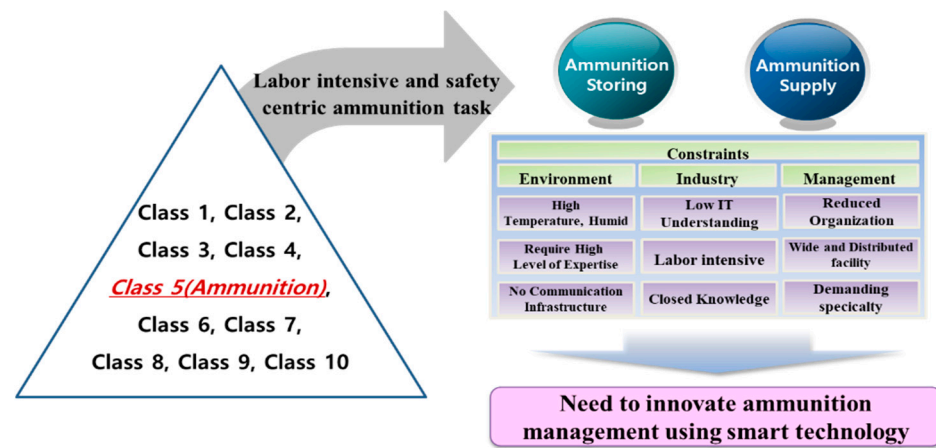 Class 1, Class 2,
Class 3, Class 4,
Class 5(Ammunition),
Class 6, Class 7,
Class 8, Class 9, Class 10
Labor intensive and safety
centric ammunition task
Ammunition
Storing
Ammunition
Supply
Constraints
Environment
Industry
Management
High
Temperature, Humid
Low IT
Understanding
Reduced
Organization
Require High
Level of Expertise
Labor intensive
Wide and Distributed
facility
No Communication
Infrastructure
Closed Knowledge
Demanding
specicalty
Need to innovate ammunition
management using smart technology